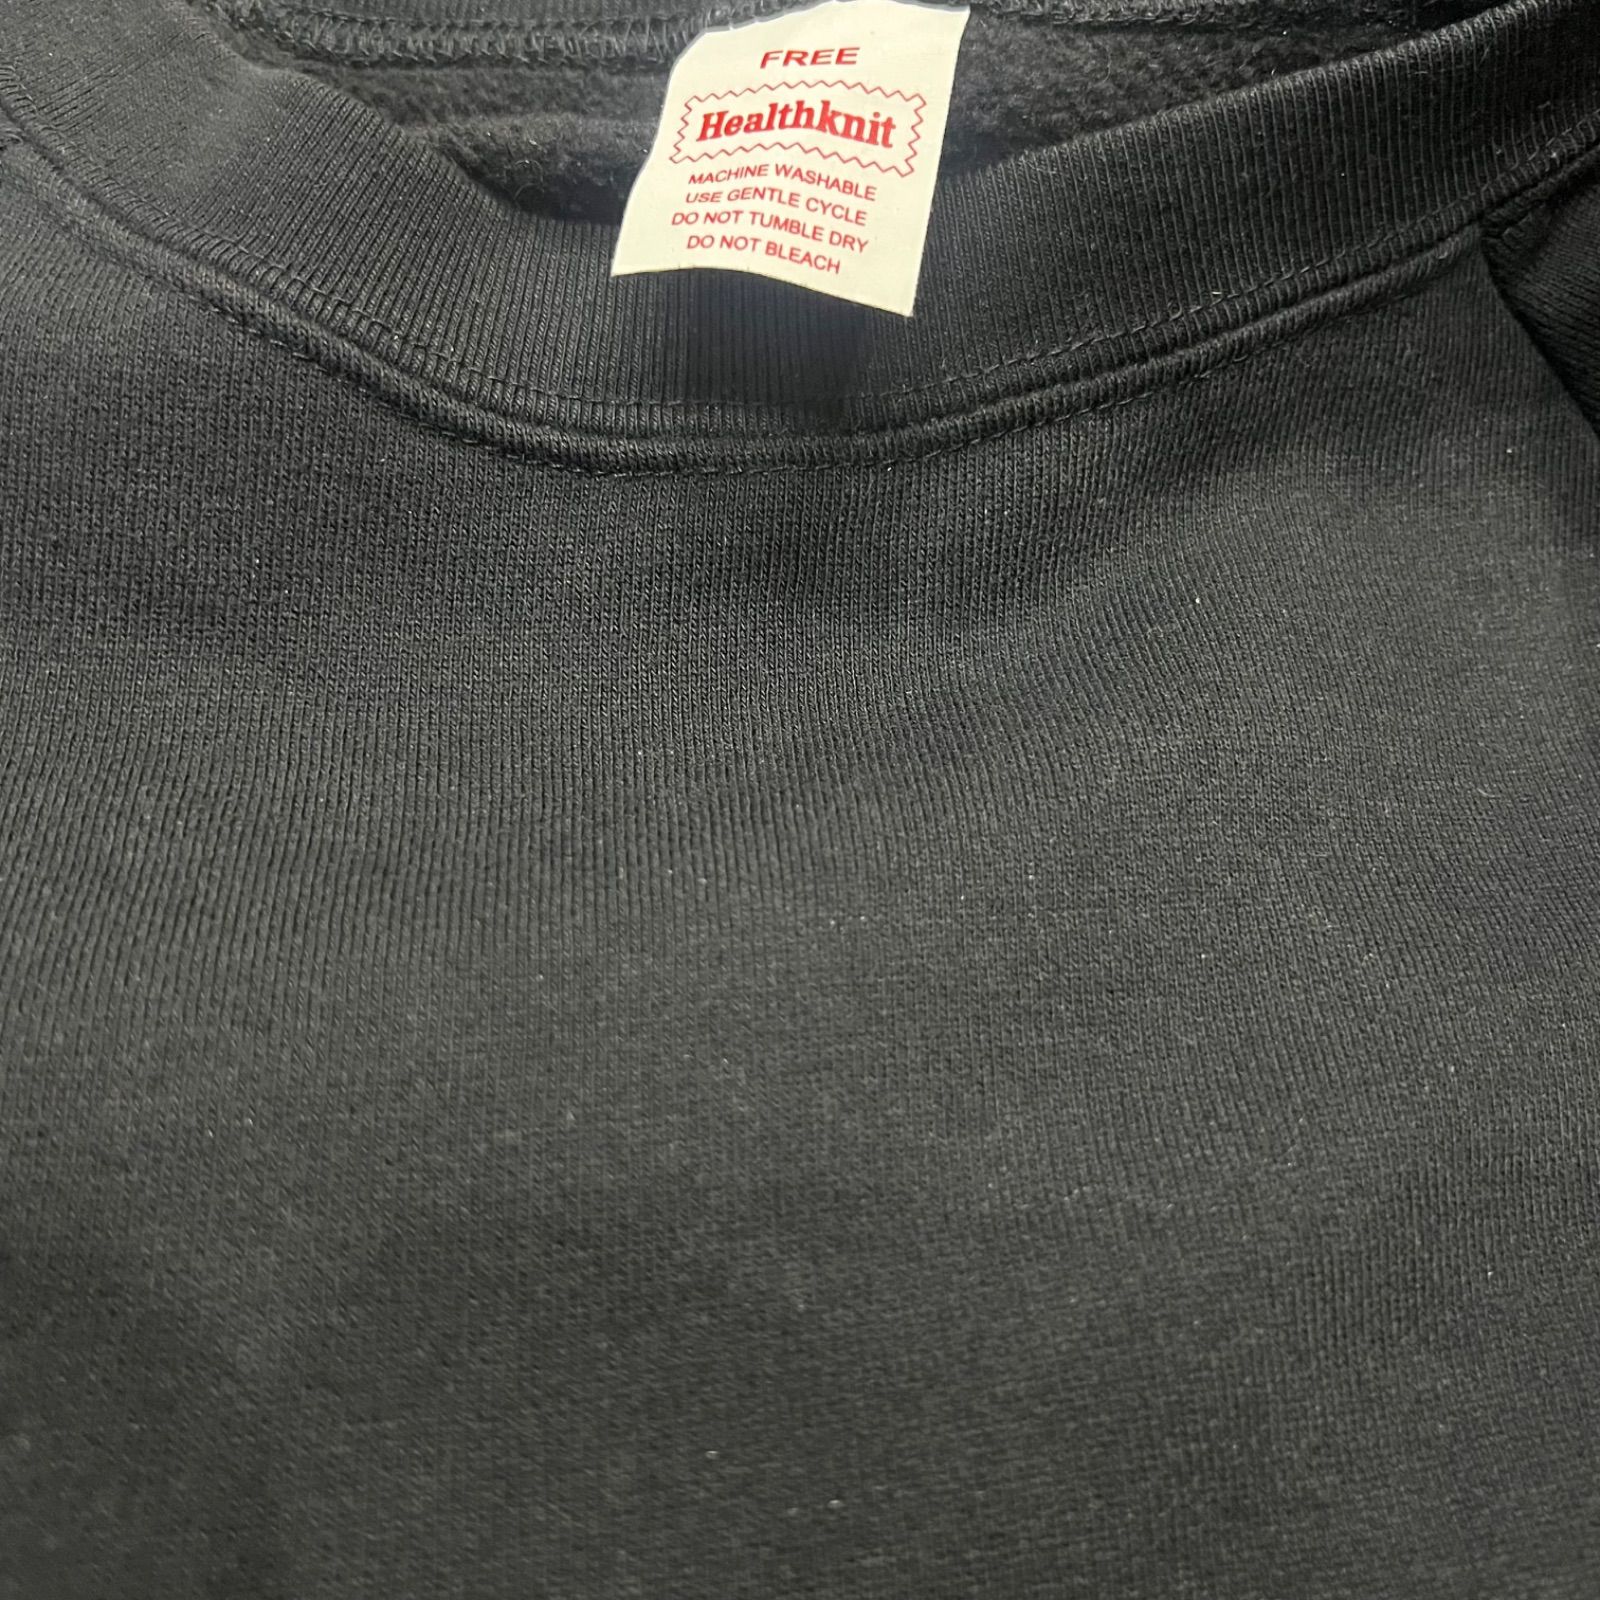 FREE
Healthknit
MACHINE WASHABLE
USE GENTLE CYCLE
DO NOT TUMBLE DRY
DO NOT BLEACH